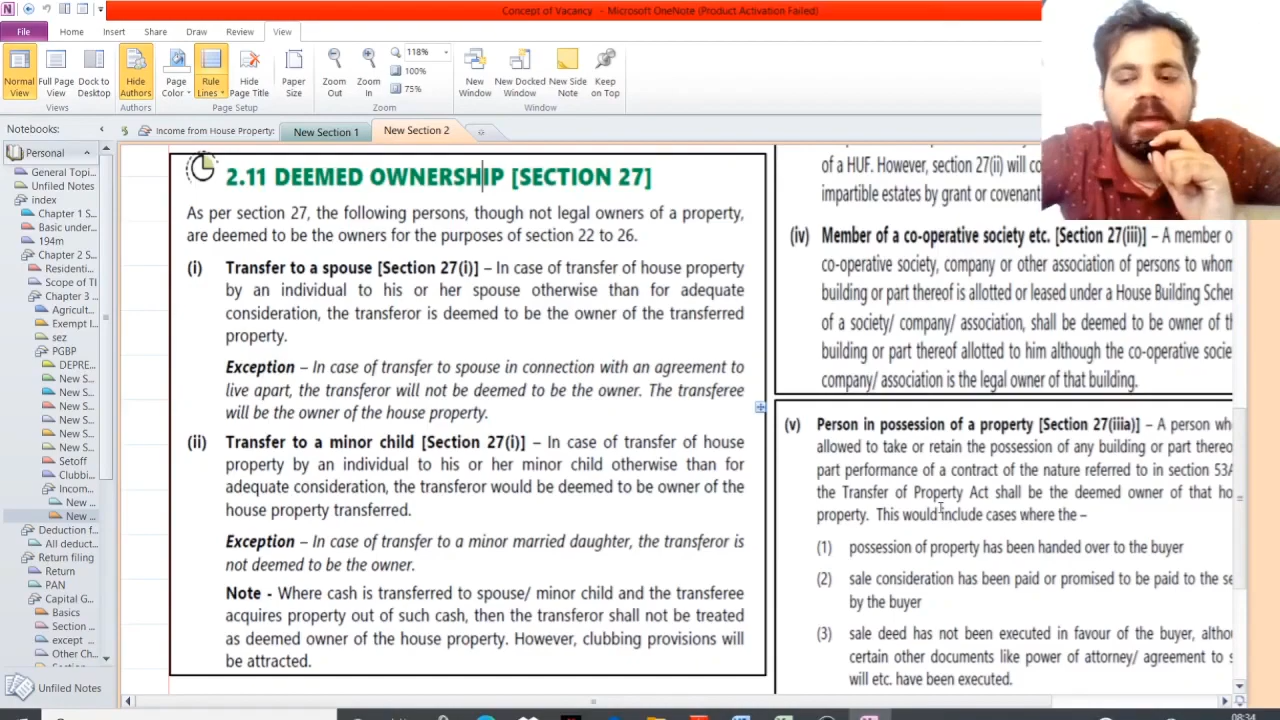 Concept of Vacancy - Microsoft OneNote (Product Activation Failed)
File Home Insert Share Draw Review View
Normal View
Full Page View
Dock to Desktop
Views
Hide Authors
Authors
Page Color
Rule Lines
Hide Page Title
Page Setup
Paper Size
Zoom Out
Zoom In
118%
100%
75%
Zoom
New Window
New Docked Window
New Side Note
Keep on Top
Window
Notebooks:
Income from House Property:
New Section 1
New Section 2
Personal
General Topi
Unfiled Notes
index
Chapter 1 S
Basic under
194m
Chapter 2 S
Residenti
Scope of TI
Chapter 3
Agricult
Exempt I
sez
PGBP
DEPRE
New S
New S
New S
New S
Setoff
Clubbi
Incom
New
New
Deduction f
All deduct
Return filing
Return
PAN
Capital G
Basics
Section
except
Other Ch
Unfiled Notes
2.11 DEEMED OWNERSHIP [SECTION 27]
As per section 27, the following persons, though not legal owners of a property,
are deemed to be the owners for the purposes of section 22 to 26.
(i) Transfer to a spouse [Section 27(i)] – In case of transfer of house property
by an individual to his or her spouse otherwise than for adequate
consideration, the transferor is deemed to be the owner of the transferred
property.
Exception – In case of transfer to spouse in connection with an agreement to
live apart, the transferor will not be deemed to be the owner. The transferee
will be the owner of the house property.
(ii) Transfer to a minor child [Section 27(i)] – In case of transfer of house
property by an individual to his or her minor child otherwise than for
adequate consideration, the transferor would be deemed to be owner of the
house property transferred.
Exception – In case of transfer to a minor married daughter, the transferor is
not deemed to be the owner.
Note - Where cash is transferred to spouse/ minor child and the transferee
acquires property out of such cash, then the transferor shall not be treated
as deemed owner of the house property. However, clubbing provisions will
be attracted.
of a HUF. However, section 27(ii) will co
impartible estates by grant or covenan
(iv) Member of a co-operative society etc. [Section 27(iii)] – A member o
co-operative society, company or other association of persons to whom
building or part thereof is allotted or leased under a House Building Scher
of a society/ company/ association, shall be deemed to be owner of th
building or part thereof allotted to him although the co-operative socie
company/ association is the legal owner of that building.
(v) Person in possession of a property [Section 27(iiia)] – A person wh
allowed to take or retain the possession of any building or part thereo
part performance of a contract of the nature referred to in section 53A
the Transfer of Property Act shall be the deemed owner of that ho
property. This would include cases where the –
(1) possession of property has been handed over to the buyer
(2) sale consideration has been paid or promised to be paid to the se
by the buyer
(3) sale deed has not been executed in favour of the buyer, altho
certain other documents like power of attorney/ agreement to s
will etc. have been executed.
08:34